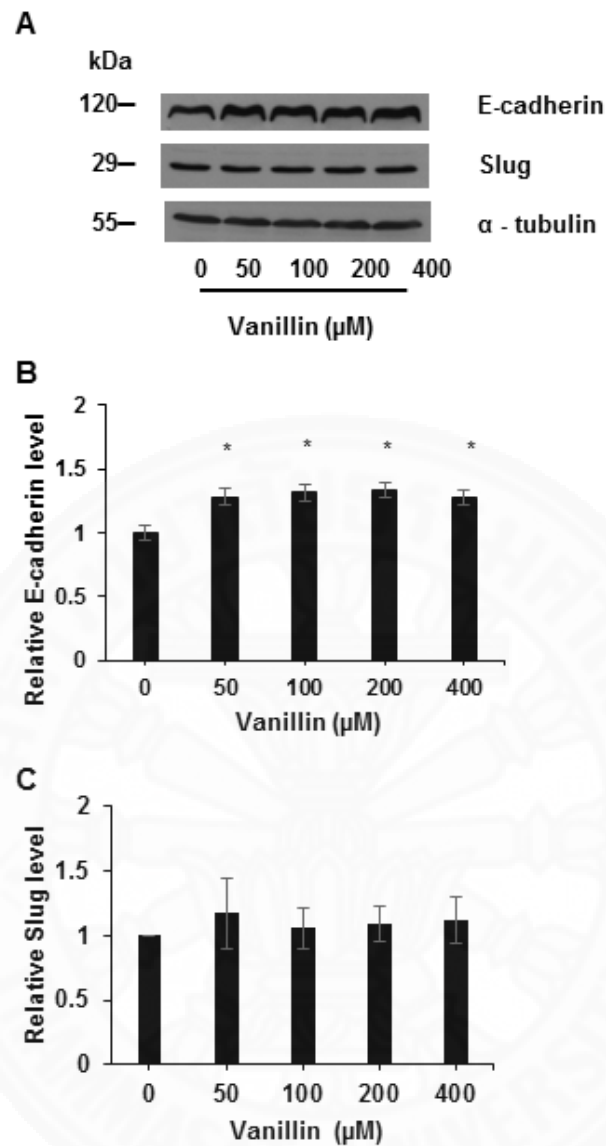 A
kDa
120
E-cadherin
29
Slug
55
α - tubulin
0 50 100 200 400
Vanillin (µM)
B
Relative E-cadherin level
2
1.5
1
0.5
0
* * * *
0 50 100 200 400
Vanillin (µM)
C
Relative Slug level
2
1.5
1
0.5
0
0 50 100 200 400
Vanillin (µM)